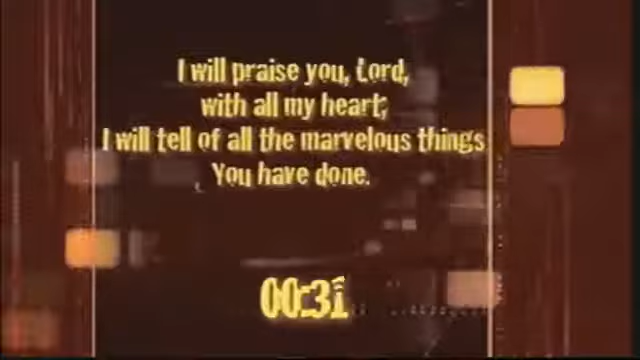 I will praise you, Lord,
with all my heart;
I will tell of all the marvelous things
You have done.
00:31